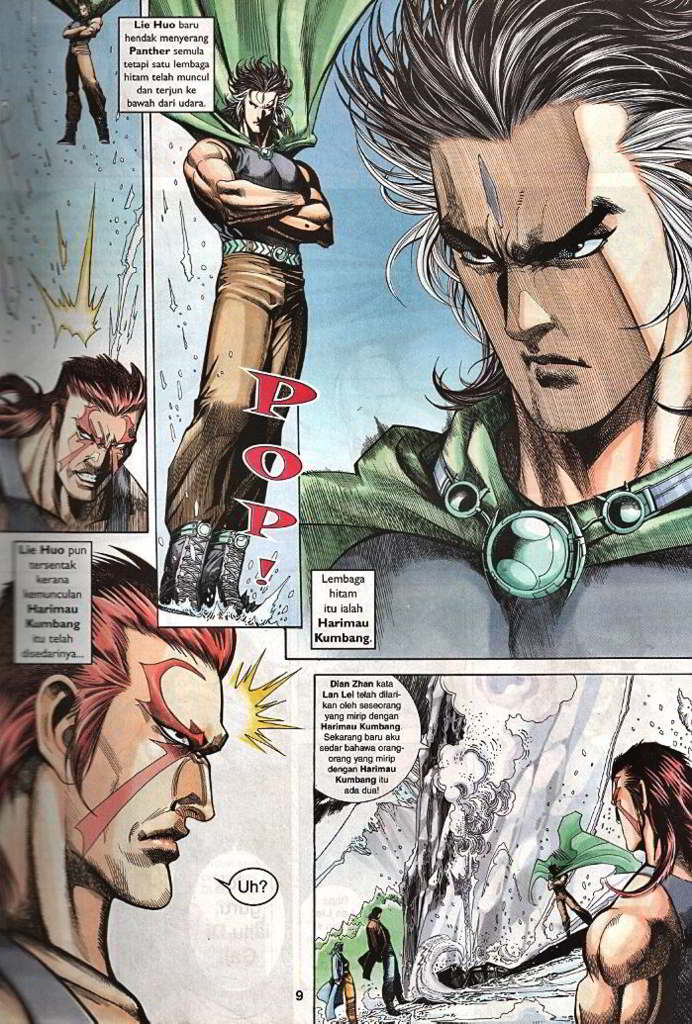 Lie Huo baru
hendak menyerang
Panther semula
tetapi satu lembaga
hitam telah muncul
dan terjun ke
bawah dari udara.
POP!
Lembaga
hitam
itu ialah
Harimau
Kumbang.
Lie Huo pun
tersentak
kerana
kemunculan
Harimau
Kumbang
itu telah
disedarinya...
Uh?
Dian Zhan kata
Lan Lei telah dilari-
kan oleh seseorang
yang mirip dengan
Harimau Kumbang.
Sekarang baru aku
sedar bahawa orang-
orang yang mirip
dengan Harimau
Kumbang itu
ada dua!
9